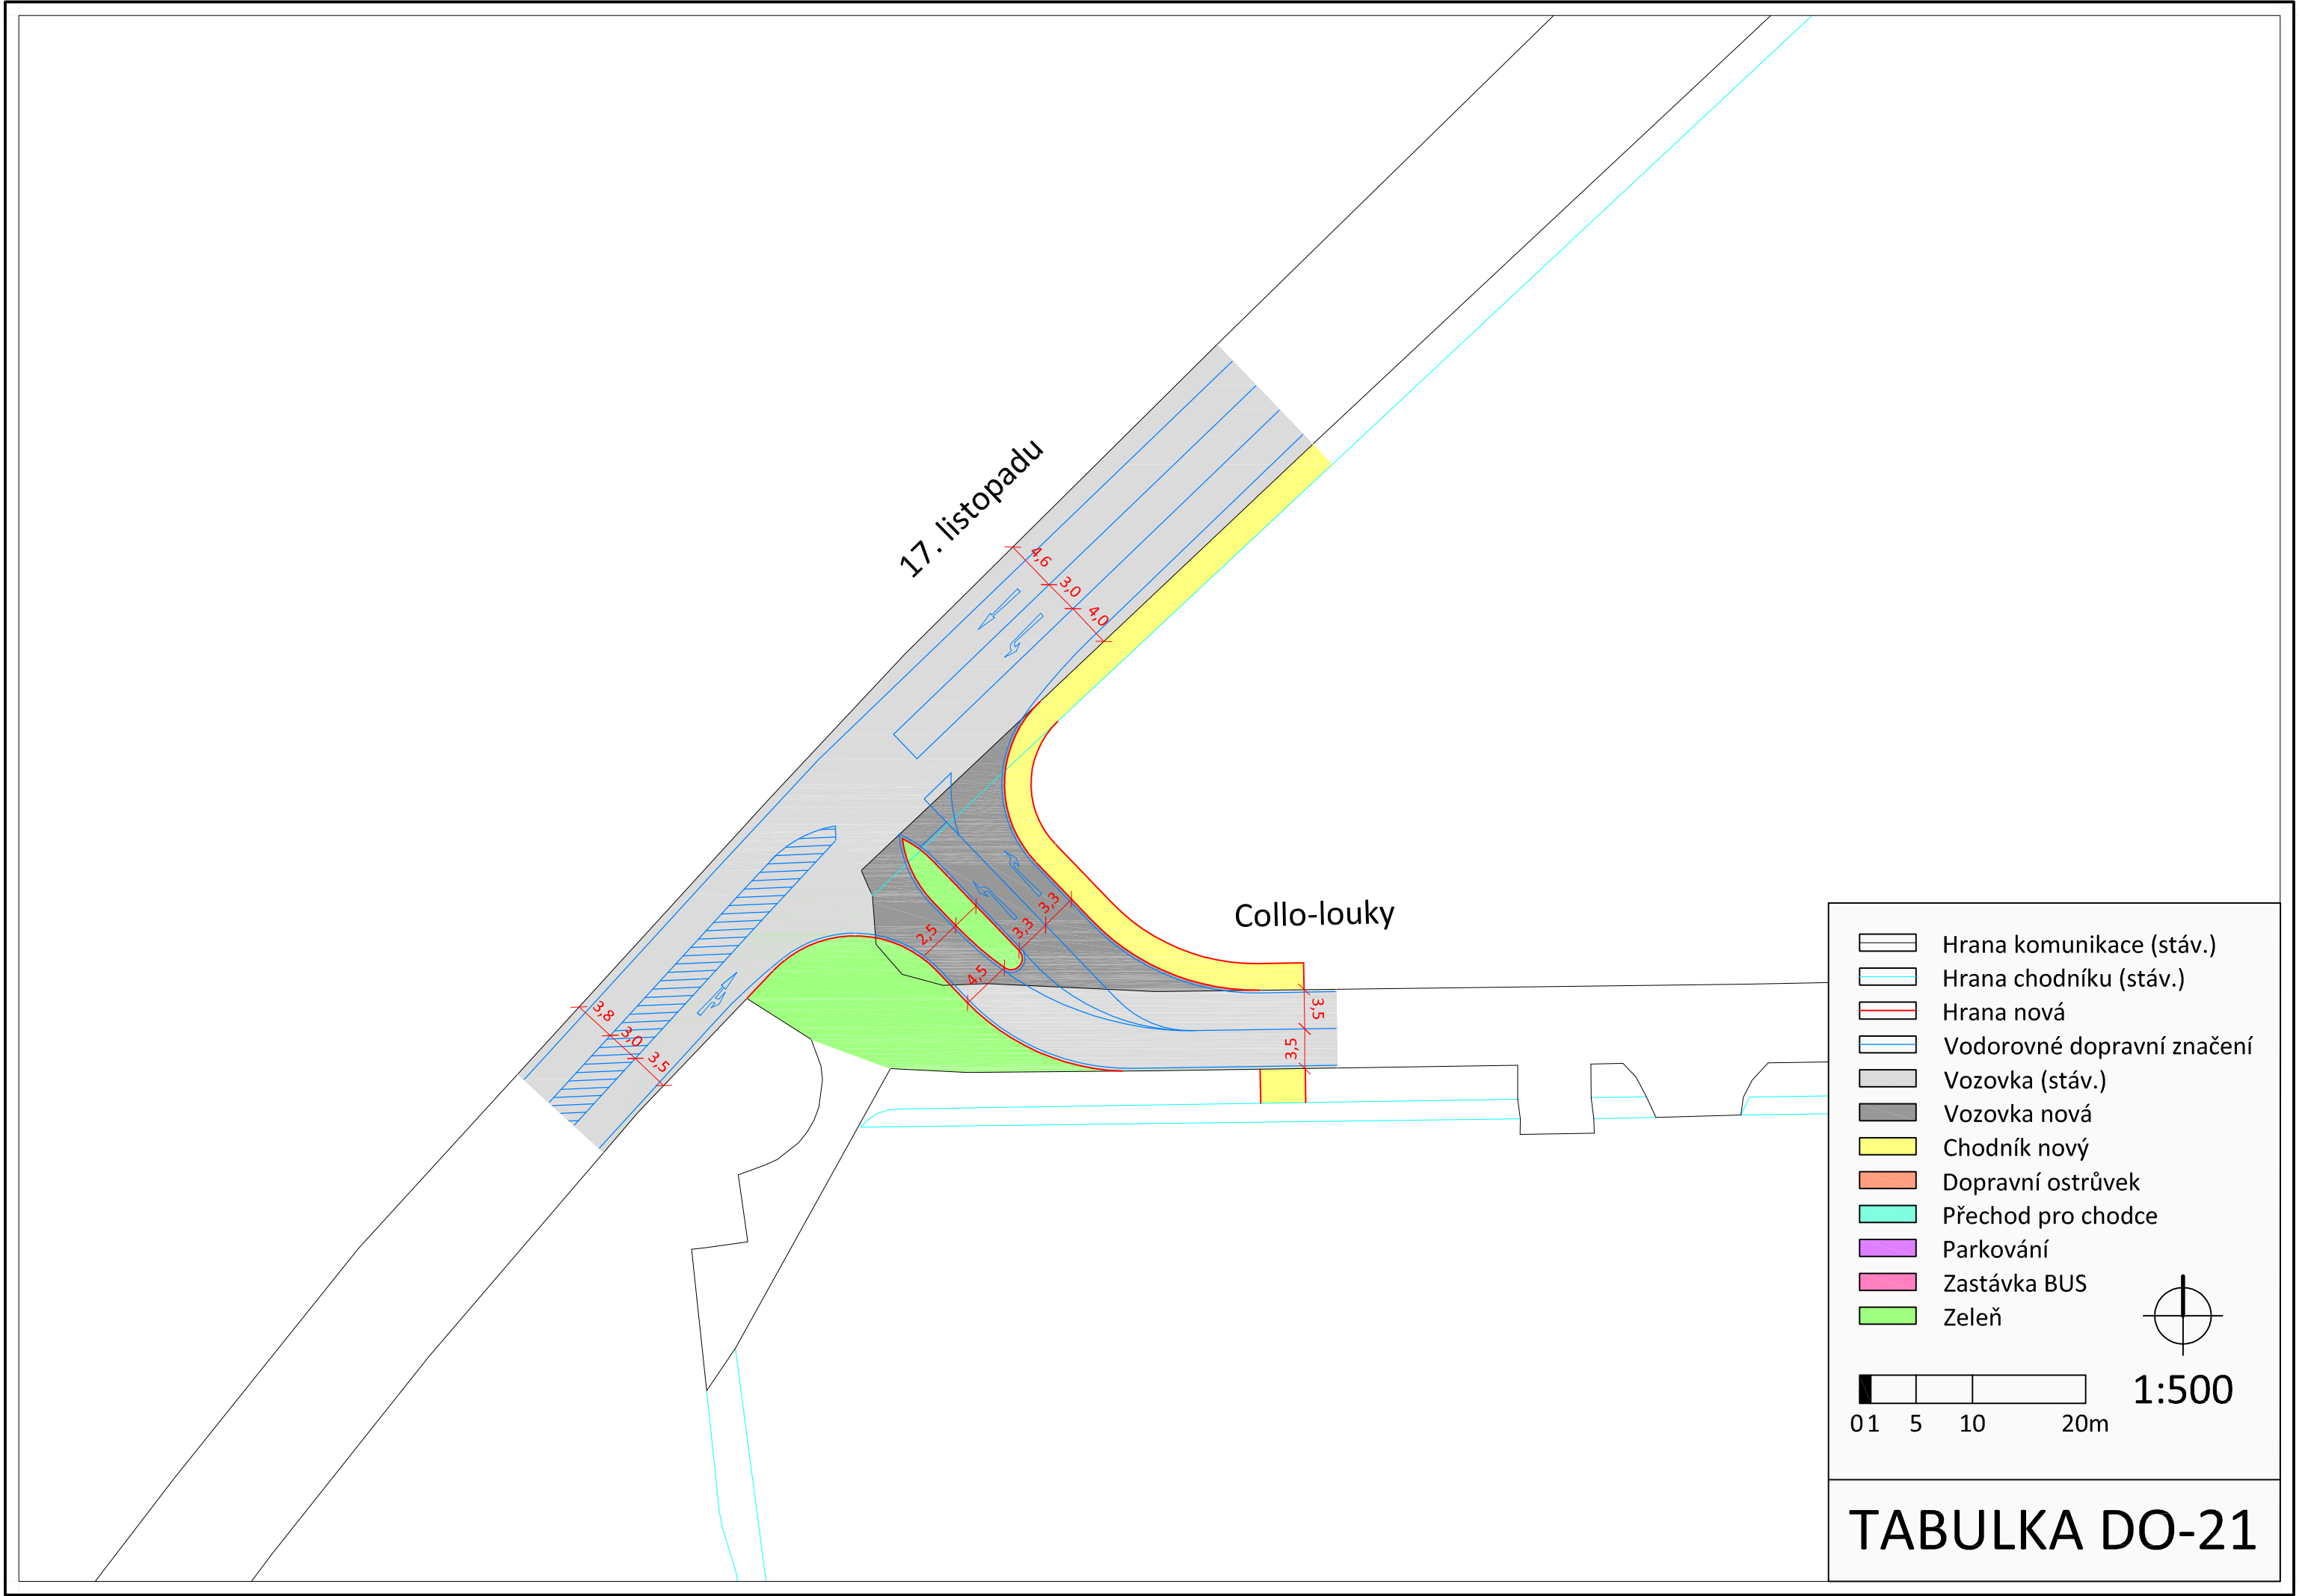 17. listopadu
4,6
3,0
4,0
Collo-louky
3,3
3,3
2,5
4,5
3,5
3,5
3,8
3,0
3,5
Hrana komunikace (stáv.)
Hrana chodníku (stáv.)
Hrana nová
Vodorovné dopravní značení
Vozovka (stáv.)
Vozovka nová
Chodník nový
Dopravní ostrůvek
Přechod pro chodce
Parkování
Zastávka BUS
Zeleň
1:500
0 1 5 10 20m
TABULKA DO-21